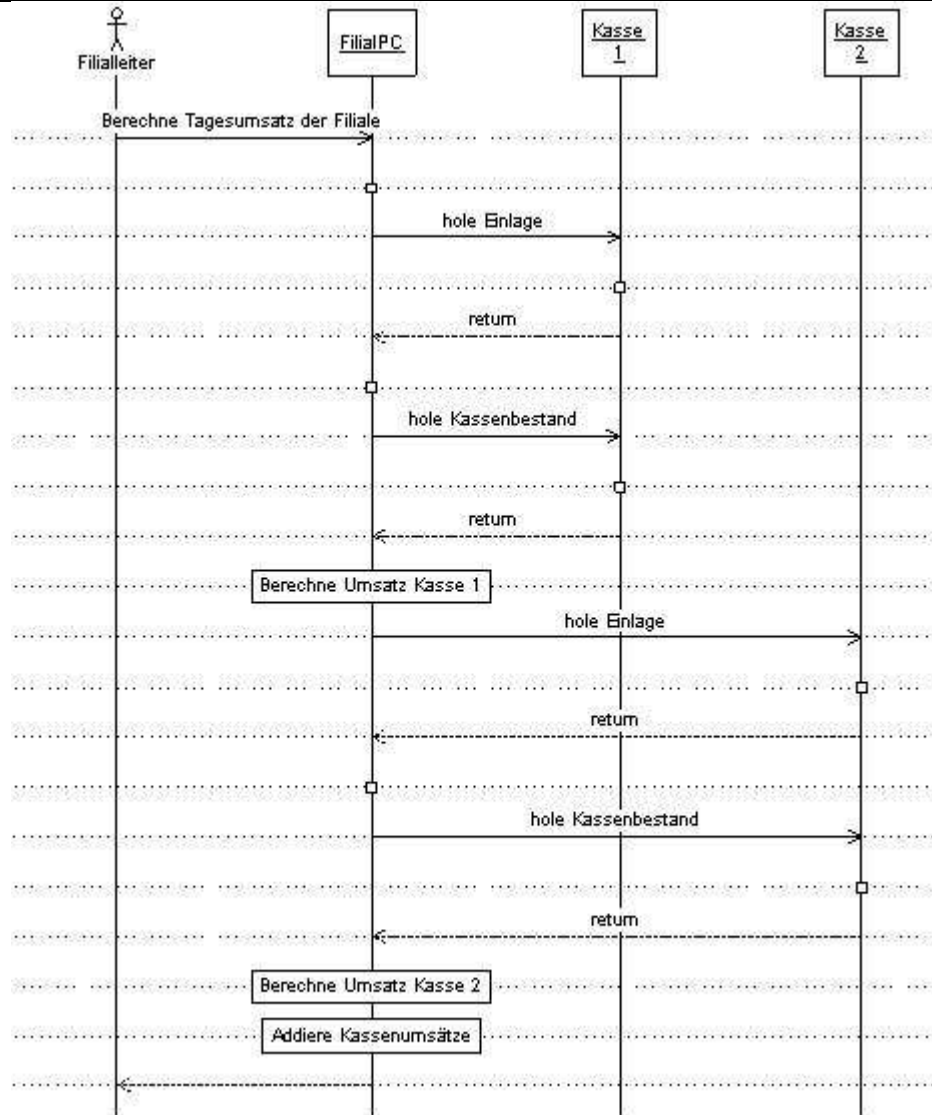 Filialleiter
FilialPC
Kasse
1
Kasse
2
Berechne Tagesumsatz der Filiale
hole Einlage
return
hole Kassenbestand
return
Berechne Umsatz Kasse 1
hole Einlage
return
hole Kassenbestand
return
Berechne Umsatz Kasse 2
Addiere Kassenumsätze